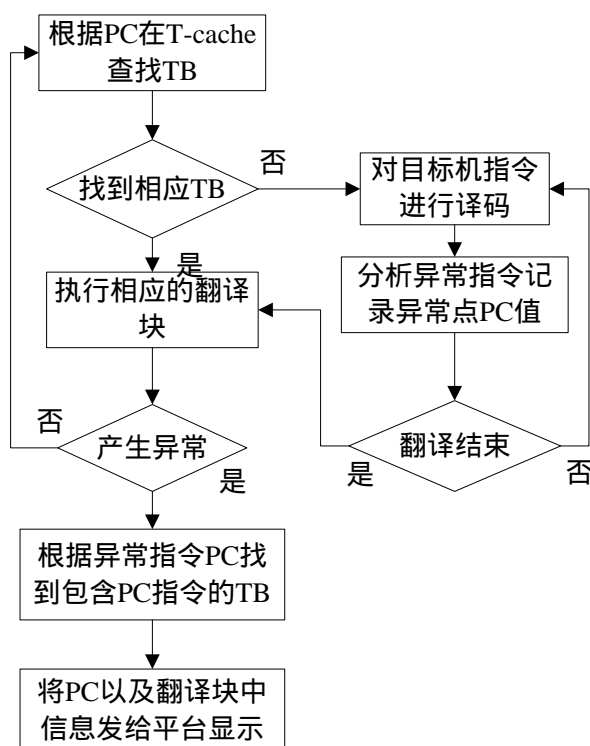 根据PC在T-cache
查找TB
否
找到相应TB
对目标机指令
进行译码
是
执行相应的翻译
块
分析异常指令记
录异常点PC值
否
产生异常
是
翻译结束
是
否
根据异常指令PC找
到包含PC指令的TB
将PC以及翻译块中
信息发给平台显示